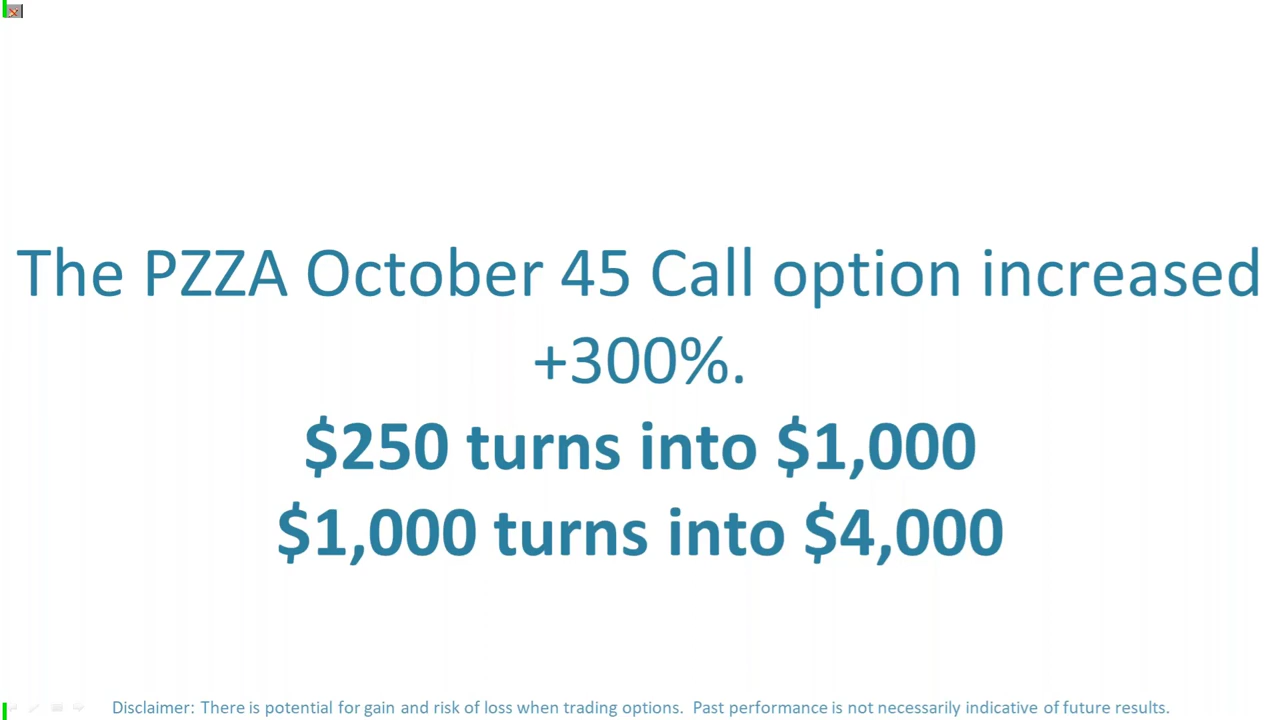 The PZZA October 45 Call option increased
+300%.
$250 turns into $1,000
$1,000 turns into $4,000
Disclaimer: There is potential for gain and risk of loss when trading options.  Past performance is not necessarily indicative of future results.